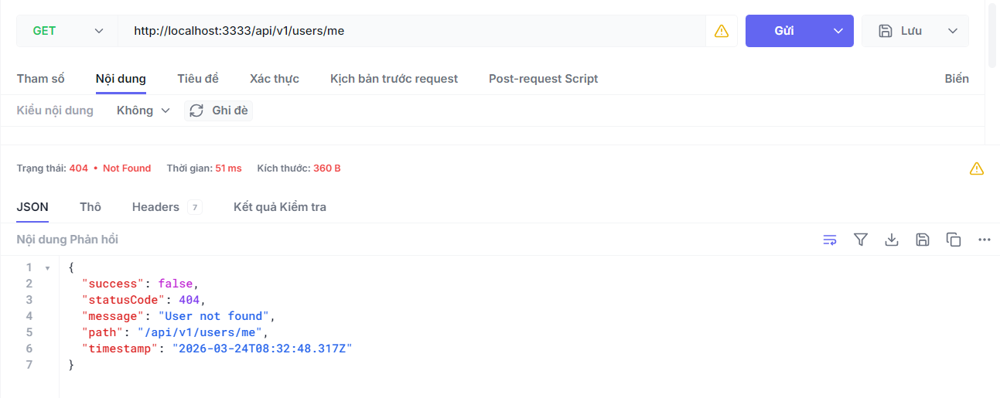 GET http://localhost:3333/api/v1/users/me Gửi Lưu
Tham số Nội dung Tiêu đề Xác thực Kịch bản trước request Post-request Script Biến
Kiểu nội dung Không Ghi đè
Trạng thái: 404 • Not Found Thời gian: 51 ms Kích thước: 360 B
JSON Thô Headers 7 Kết quả Kiểm tra
Nội dung Phản hồi
1 {
2 "success": false,
3 "statusCode": 404,
4 "message": "User not found",
5 "path": "/api/v1/users/me",
6 "timestamp": "2026-03-24T08:32:48.317Z"
7 }